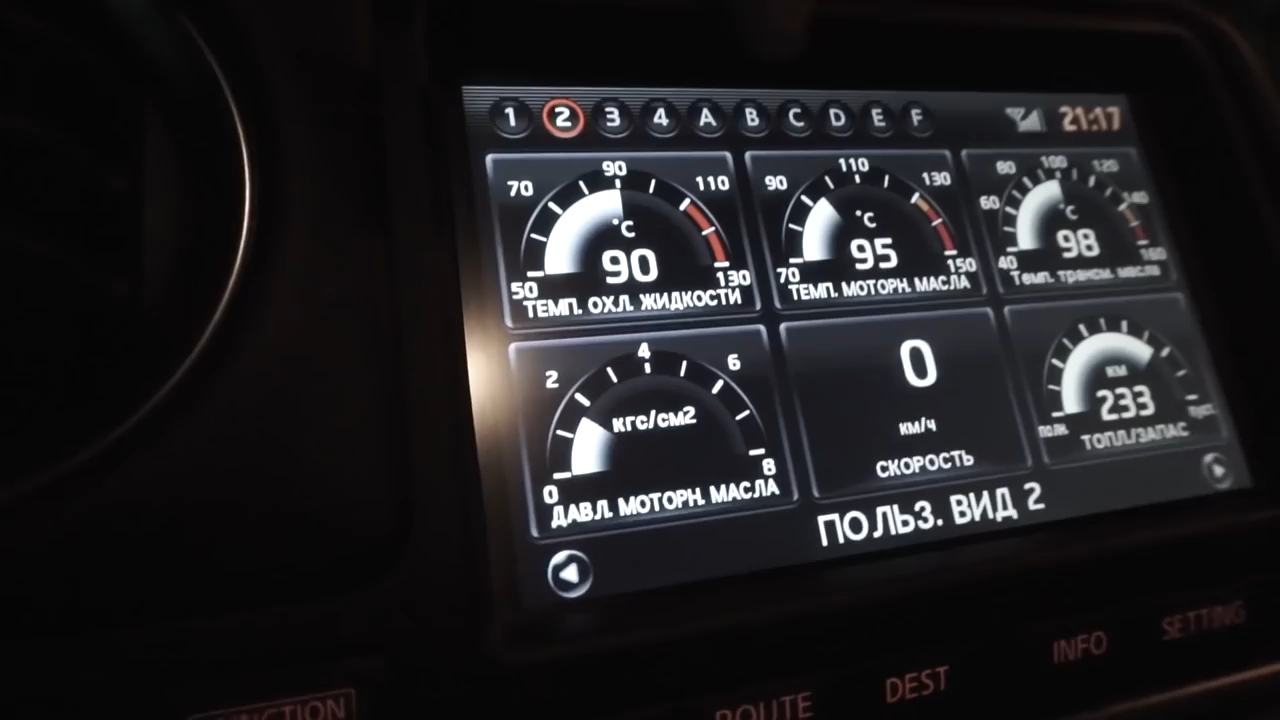 1 2 3 4 A B C D E F 21:17
50 70 90 110 130
°C
90
ТЕМП. ОХЛ. ЖИДКОСТИ
70 90 110 130 150
°C
95
ТЕМП. МОТОРН. МАСЛА
40 60 80 100 120 140 160
°C
98
Темп. трансм. масла
0 2 4 6 8
кгс/см2
ДАВЛ. МОТОРН. МАСЛА
0
км/ч
СКОРОСТЬ
КМ
233
ПОЛН. ПУСТ.
ТОПЛ/ЗАПАС
ПОЛЬЗ. ВИД 2
ROUTE DEST INFO SETTING